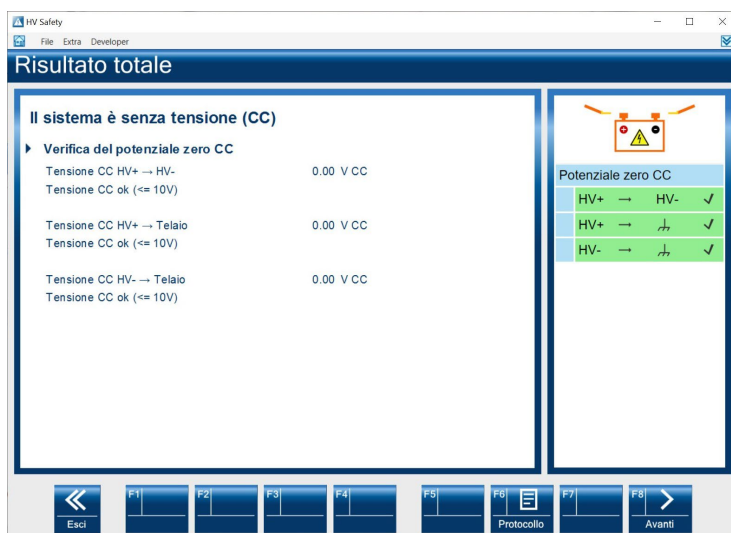 HV Safety
File Extra Developer
Risultato totale
Il sistema è senza tensione (CC)
Verifica del potenziale zero CC
Tensione CC HV+ → HV- 0.00 V CC
Tensione CC ok (<= 10V)
Tensione CC HV+ → Telaio 0.00 V CC
Tensione CC ok (<= 10V)
Tensione CC HV- → Telaio 0.00 V CC
Tensione CC ok (<= 10V)
Potenziale zero CC
HV+ → HV- ✓
HV+ → ✓
HV- → ✓
Esci
F1
F2
F3
F4
F5
F6 Protocollo
F7
F8 Avanti